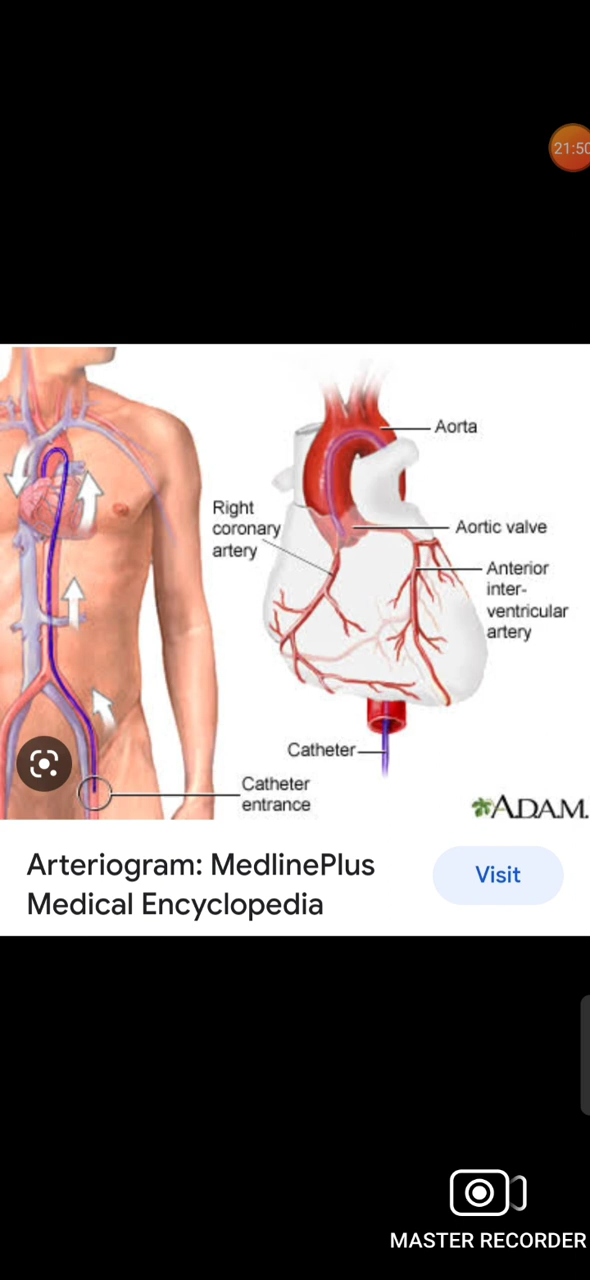 21:50
Aorta
Right
coronary
artery
Aortic valve
Anterior
inter-
ventricular
artery
Catheter
Catheter
entrance
A.D.A.M.
Arteriogram: MedlinePlus
Medical Encyclopedia
Visit
MASTER RECORDER